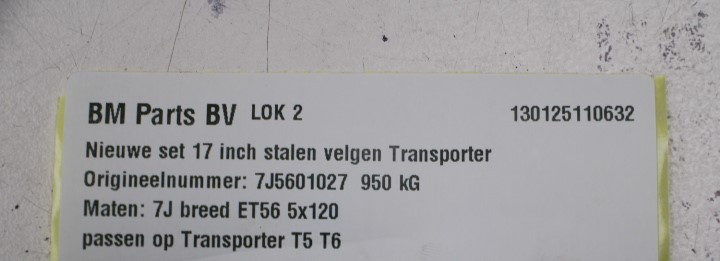 BM Parts BV LOK 2 130125110632
Nieuwe set 17 inch stalen velgen Transporter
Origineelnummer: 7J5601027 950 kG
Maten: 7J breed ET56 5x120
passen op Transporter T5 T6